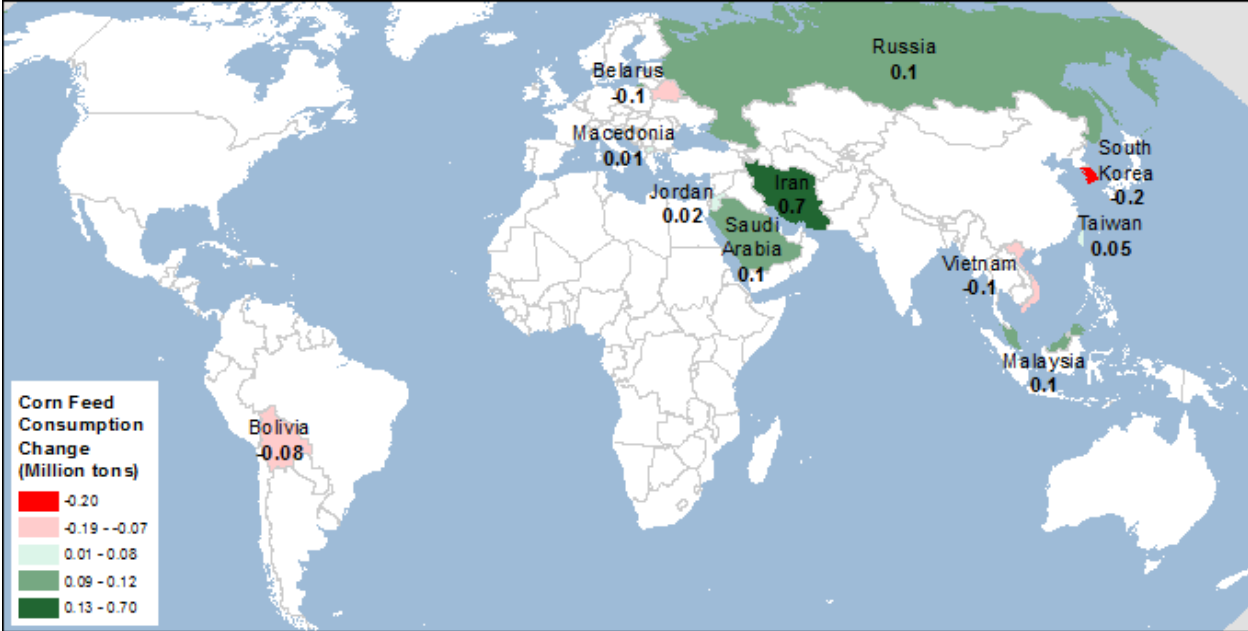 Russia
0.1
Belarus
-0.1
Macedonia
0.01
South
Korea
-0.2
Jordan
0.02
Iran
0.7
Saudi
Arabia
0.1
Taiwan
0.05
Vietnam
-0.1
Malaysia
0.1
Bolivia
-0.08
Corn Feed
Consumption
Change
(Million tons)
-0.20
-0.19 - -0.07
0.01 - 0.08
0.09 - 0.12
0.13 - 0.70